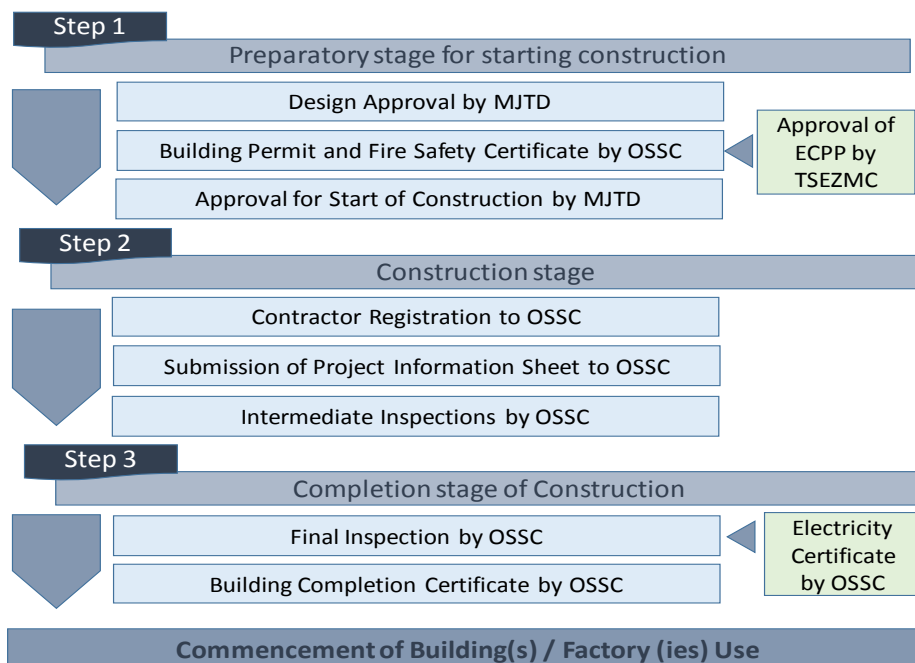 Step 1
Preparatory stage for starting construction
Design Approval by MJTD
Building Permit and Fire Safety Certificate by OSSC
Approval of
ECPP by
TSEZMC
Approval for Start of Construction by MJTD
Step 2
Construction stage
Contractor Registration to OSSC
Submission of Project Information Sheet to OSSC
Intermediate Inspections by OSSC
Step 3
Completion stage of Construction
Final Inspection by OSSC
Electricity
Certificate
by OSSC
Building Completion Certificate by OSSC
Commencement of Building(s) / Factory (ies) Use